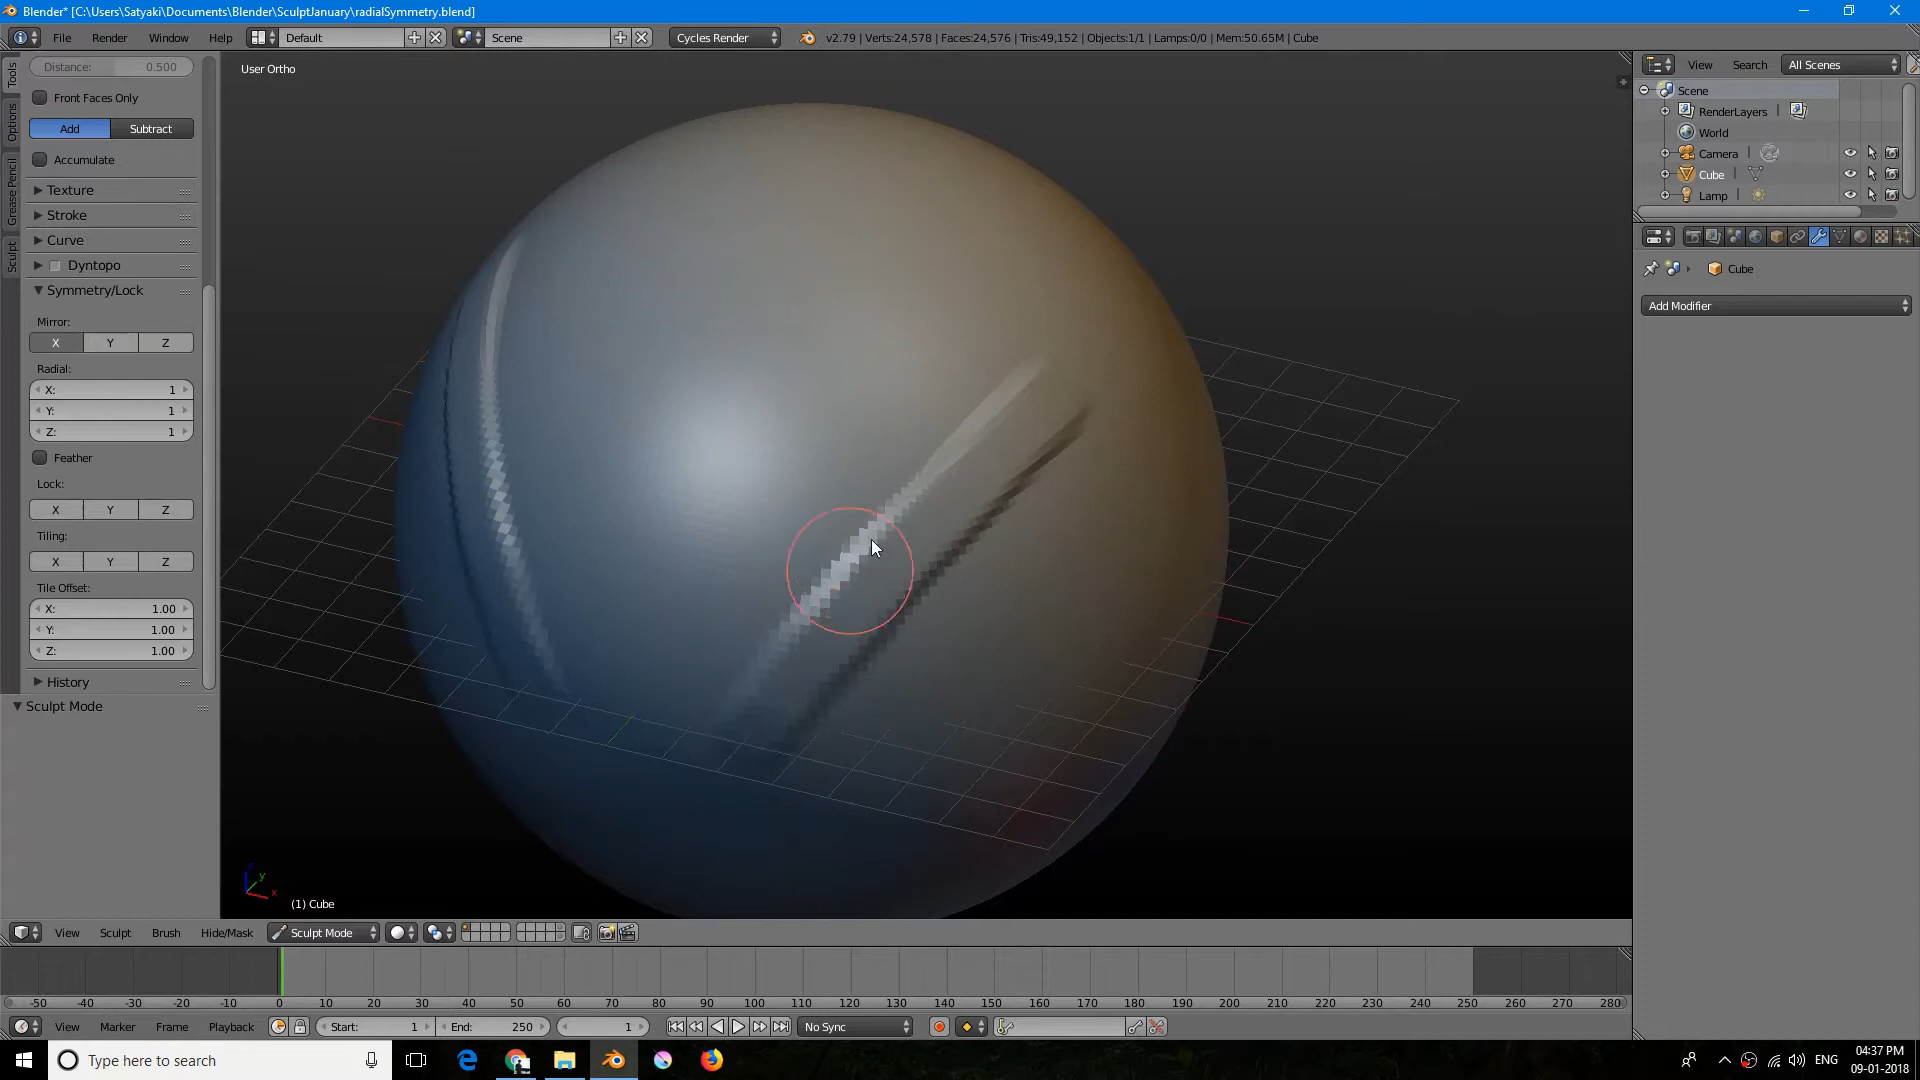 Blender* [C:\Users\Satyaki\Documents\Blender\SculptJanuary\radialSymmetry.blend]
File Render Window Help Default Scene Cycles Render v2.79 | Verts:24,578 | Faces:24,576 | Tris:49,152 | Objects:1/1 | Lamps:0/0 | Mem:50.65M | Cube
View Search All Scenes
Distance: 0.500
User Ortho
Front Faces Only
Add Subtract
Accumulate
Texture
Stroke
Curve
Dyntopo
Symmetry/Lock
Mirror:
X Y Z
Radial:
X: 1
Y: 1
Z: 1
Feather
Lock:
X Y Z
Tiling:
X Y Z
Tile Offset:
X: 1.00
Y: 1.00
Z: 1.00
History
Sculpt Mode
Tools
Options
Grease Pencil
Sculpt
Scene
RenderLayers
World
Camera
Cube
Lamp
Cube
Add Modifier
y
x
(1) Cube
View Sculpt Brush Hide/Mask Sculpt Mode
-50 -40 -30 -20 -10 0 10 20 30 40 50 60 70 80 90 100 110 120 130 140 150 160 170 180 190 200 210 220 230 240 250 260 270 280
View Marker Frame Playback Start: 1 End: 250 1 No Sync
Type here to search
ENG
04:37 PM
09-01-2018